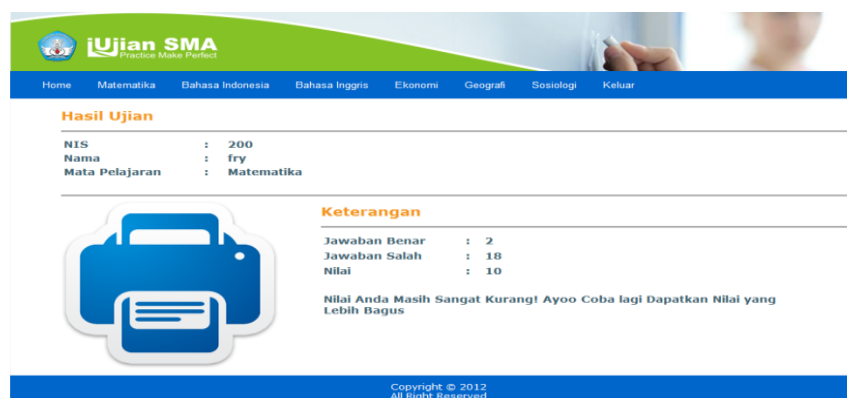 iUjian SMA
Practice Make Perfect
Home Matematika Bahasa Indonesia Bahasa Inggris Ekonomi Geografi Sosiologi Keluar
Hasil Ujian
NIS : 200
Nama : fry
Mata Pelajaran : Matematika
Keterangan
Jawaban Benar : 2
Jawaban Salah : 18
Nilai : 10
Nilai Anda Masih Sangat Kurang! Ayoo Coba lagi Dapatkan Nilai yang
Lebih Bagus
Copyright © 2012
All Right Reserved